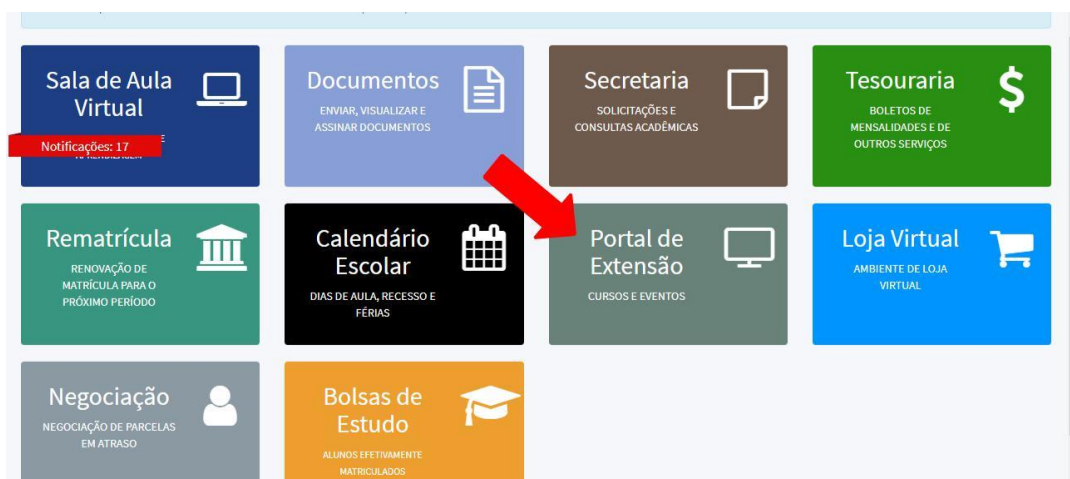 Sala de Aula
Virtual
Notificações: 17
Documentos
ENVIAR, VISUALIZAR E
ASSINAR DOCUMENTOS
Secretaria
SOLICITAÇÕES E
CONSULTAS ACADÊMICAS
Tesouraria
BOLETOS DE
MENSALIDADES E DE
OUTROS SERVIÇOS
Rematrícula
RENOVAÇÃO DE
MATRÍCULA PARA O
PRÓXIMO PERÍODO
Calendário
Escolar
DIAS DE AULA, RECESSO E
FÉRIAS
Portal de
Extensão
CURSOS E EVENTOS
Loja Virtual
AMBIENTE DE LOJA
VIRTUAL
Negociação
NEGOCIAÇÃO DE PARCELAS
EM ATRASO
Bolsas de
Estudo
ALUNOS EFETIVAMENTE
MATRICULADOS